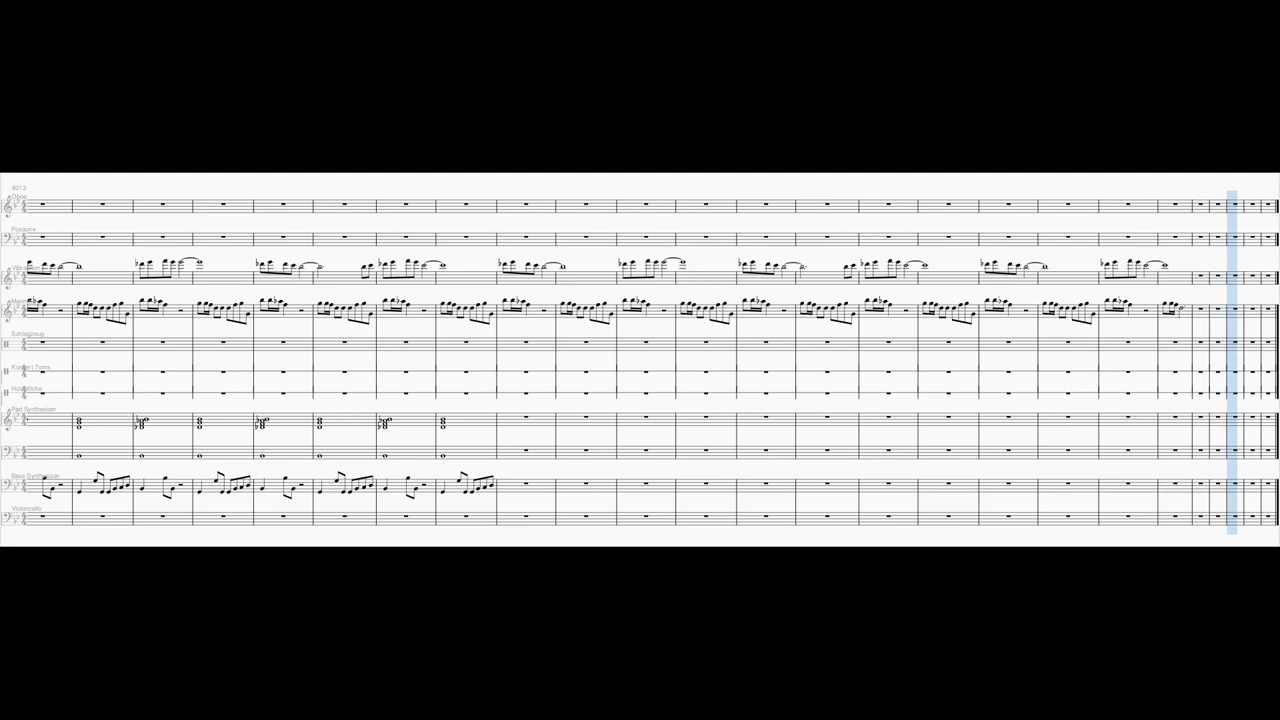 #213
Oboe
Posaune
Schlagzeug
Konzert Toms
Holzblöcke
Pad Synthesizer
Bass Synthesizer
Violoncello